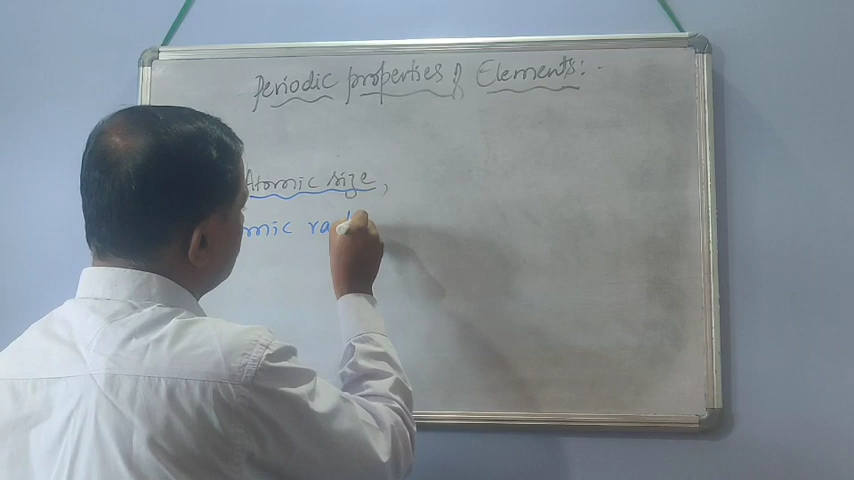 Periodic properties of Elements:-
Atomic size,
mic rad